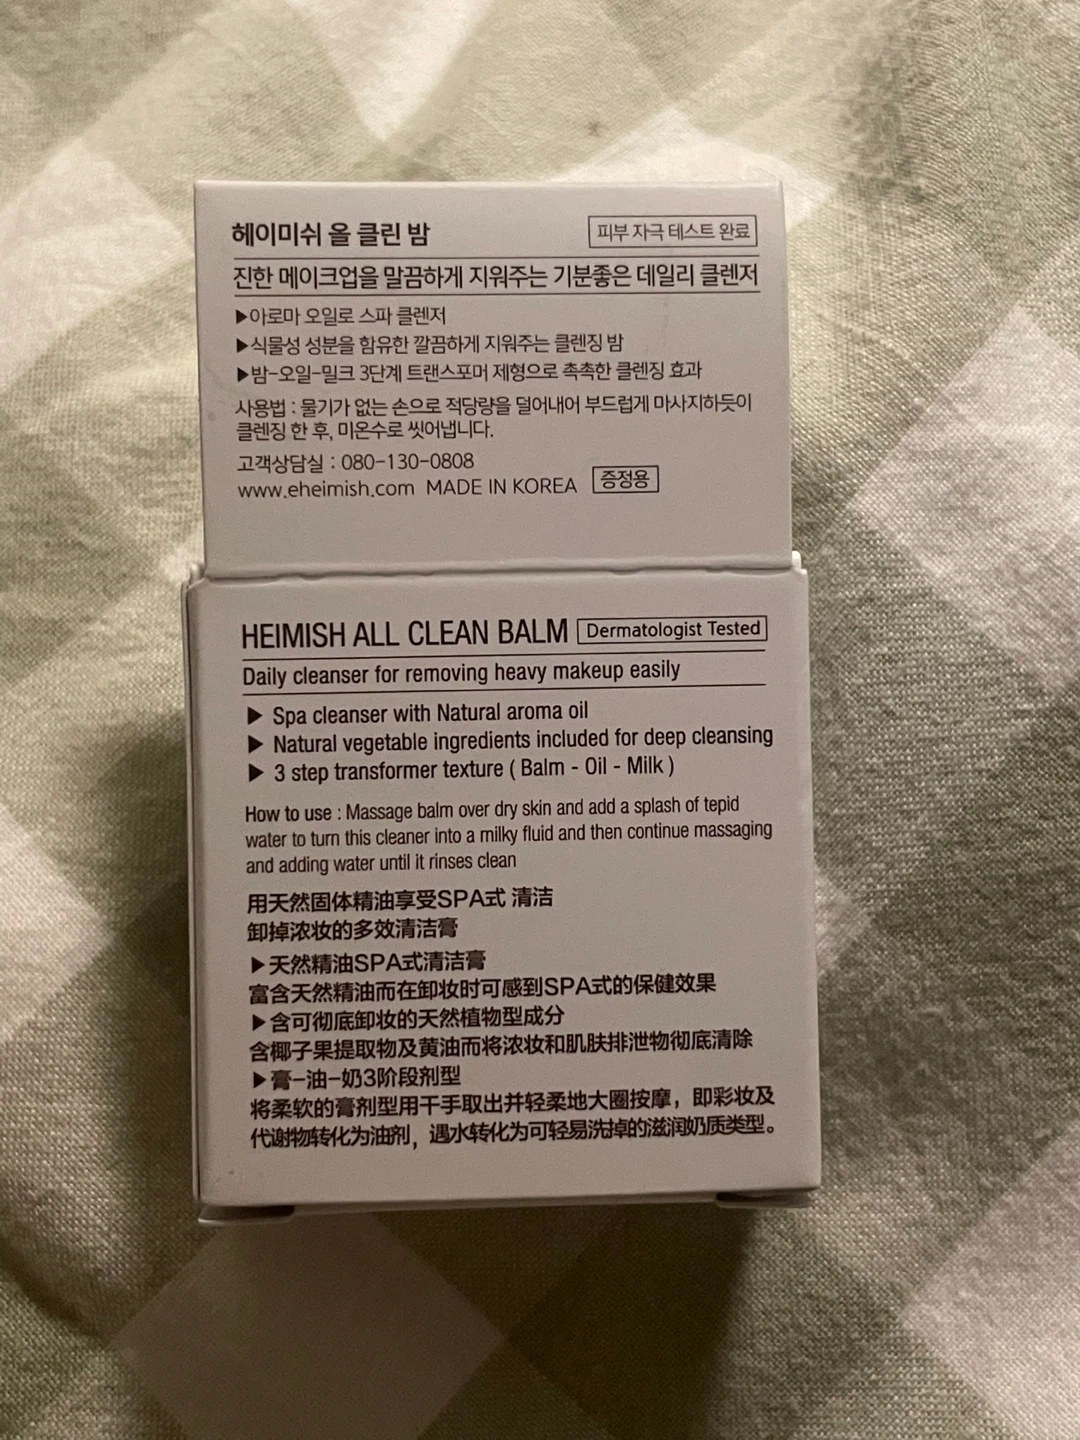 헤이미쉬 올 클린 밤 피부 자극 테스트 완료
진한 메이크업을 말끔하게 지워주는 기분좋은 데일리 클렌저
▶아로마 오일로 스파 클렌저
▶식물성 성분을 함유한 깔끔하게 지워주는 클렌징 밤
▶밤-오일-밀크 3단계 트랜스포머 제형으로 촉촉한 클렌징 효과
사용법 : 물기가 없는 손으로 적당량을 덜어내어 부드럽게 마사지하듯이
클렌징 한 후, 미온수로 씻어냅니다.
고객상담실 : 080-130-0808
www.eheimish.com MADE IN KOREA 증정용
HEIMISH ALL CLEAN BALM Dermatologist Tested
Daily cleanser for removing heavy makeup easily
▶ Spa cleanser with Natural aroma oil
▶ Natural vegetable ingredients included for deep cleansing
▶ 3 step transformer texture ( Balm - Oil - Milk )
How to use : Massage balm over dry skin and add a splash of tepid
water to turn this cleaner into a milky fluid and then continue massaging
and adding water until it rinses clean
用天然固体精油享受SPA式 清洁
卸掉浓妆的多效清洁膏
▶天然精油SPA式清洁膏
富含天然精油而在卸妆时可感到SPA式的保健效果
▶含可彻底卸妆的天然植物型成分
含椰子果提取物及黄油而将浓妆和肌肤排泄物彻底清除
▶膏-油-奶3阶段剂型
将柔软的膏剂型用干手取出并轻柔地大圈按摩，即彩妆及
代谢物转化为油剂，遇水转化为可轻易洗掉的滋润奶质类型。